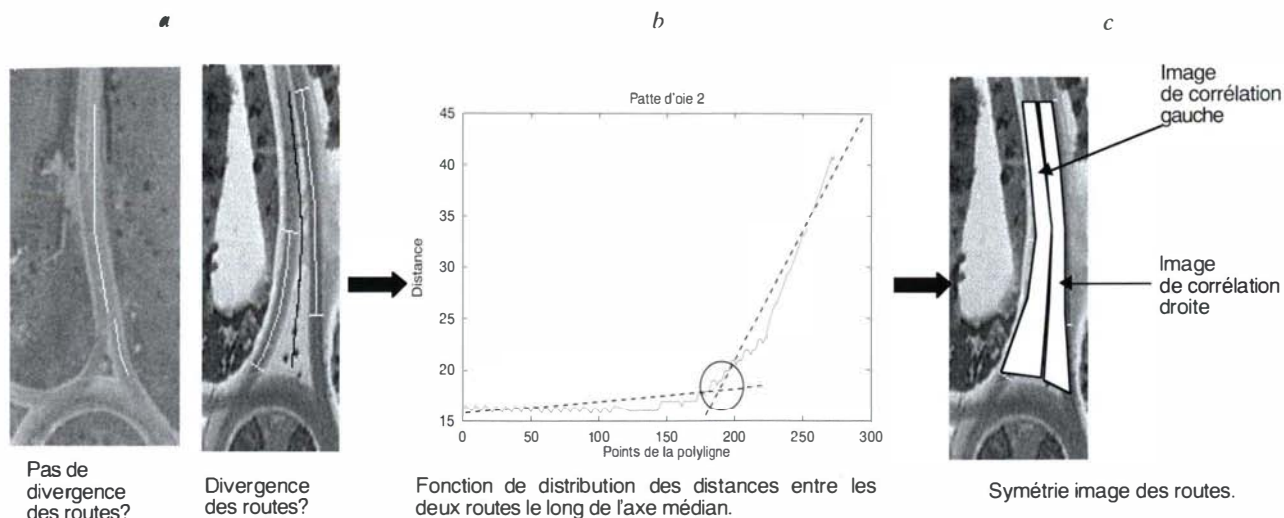 a
b
c
Image
de corrélation
gauche
Patte d'oie 2
45
40
35
30
25
20
15
Distance
0
50
100
150
200
250
300
Points de la polyligne
Image
de corrélation
droite
Pas de
divergence
des routes?
Divergence
des routes?
Fonction de distribution des distances entre les
deux routes le long de l'axe médian.
Symétrie image des routes.